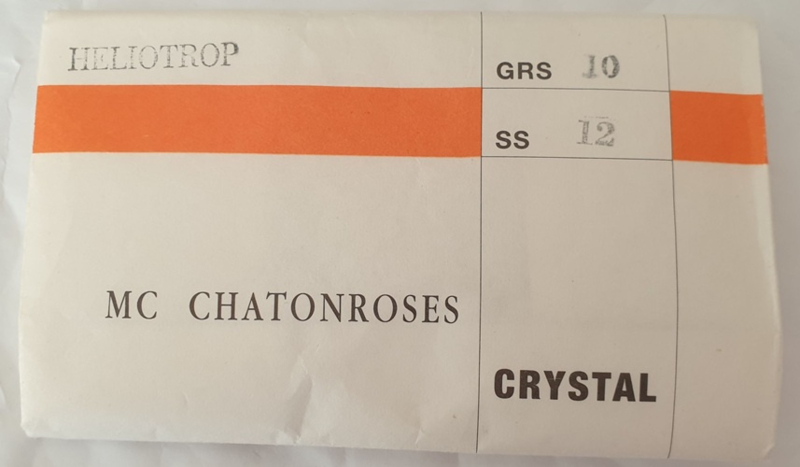 HELIOTROP
GRS 10
SS 12
MC CHATONROSES
CRYSTAL